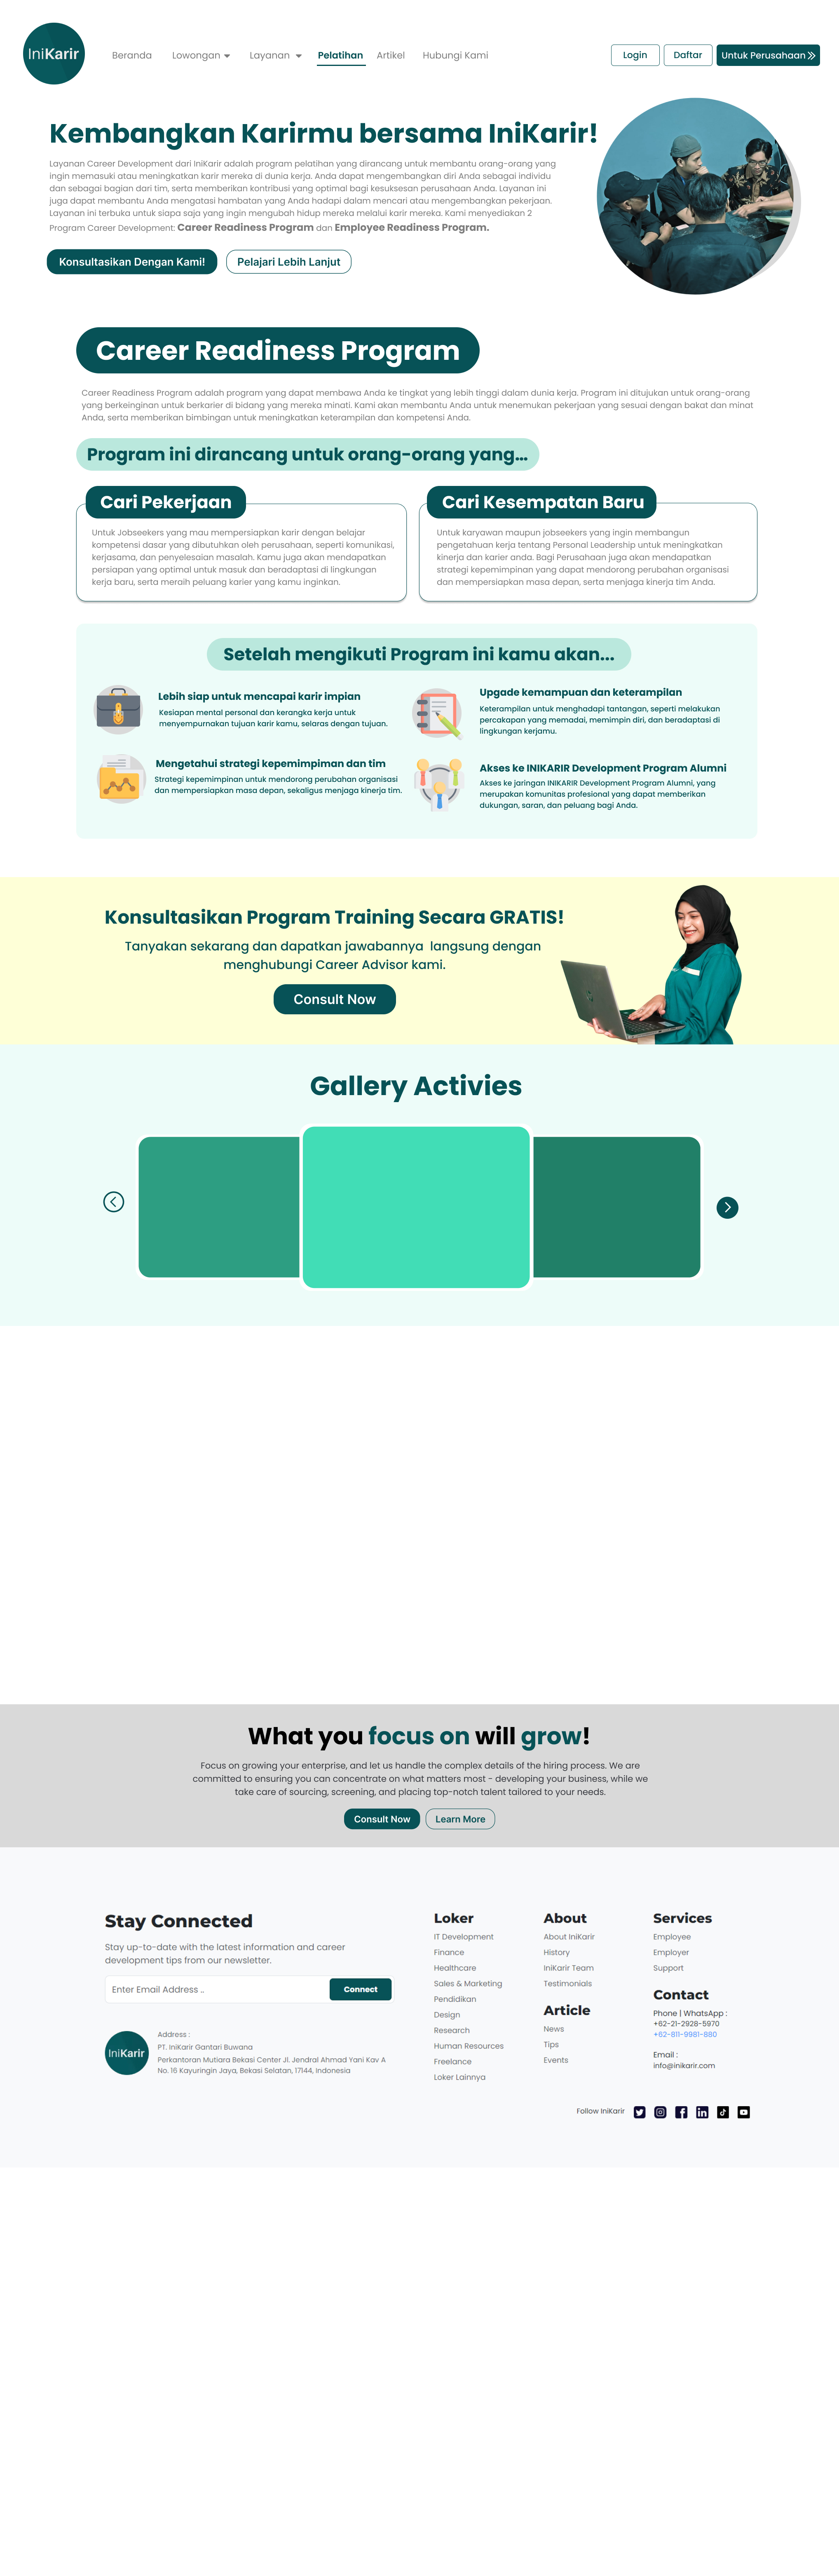 IniKarir
Beranda
Lowongan
Layanan
Pelatihan
Artikel
Hubungi Kami
Login
Daftar
Untuk Perusahaan
Kembangkan Karirmu bersama IniKarir!
Layanan Career Development dari IniKarir adalah program pelatihan yang dirancang untuk membantu orang-orang yang
ingin memasuki atau meningkatkan karir mereka di dunia kerja. Anda dapat mengembangkan diri Anda sebagai individu
dan sebagai bagian dari tim, serta memberikan kontribusi yang optimal bagi kesuksesan perusahaan Anda. Layanan ini
juga dapat membantu Anda mengatasi hambatan yang Anda hadapi dalam mencari atau mengembangkan pekerjaan.
Layanan ini terbuka untuk siapa saja yang ingin mengubah hidup mereka melalui karir mereka. Kami menyediakan 2
Program Career Development: Career Readiness Program dan Employee Readiness Program.
Konsultasikan Dengan Kami!
Pelajari Lebih Lanjut
Career Readiness Program
Career Readiness Program adalah program yang dapat membawa Anda ke tingkat yang lebih tinggi dalam dunia kerja. Program ini ditujukan untuk orang-orang
yang berkeinginan untuk berkarier di bidang yang mereka minati. Kami akan membantu Anda untuk menemukan pekerjaan yang sesuai dengan bakat dan minat
Anda, serta memberikan bimbingan untuk meningkatkan keterampilan dan kompetensi Anda.
Program ini dirancang untuk orang-orang yang...
Cari Pekerjaan
Untuk Jobseekers yang mau mempersipkan karir dengan belajar
kompetensi dasar yang dibutuhkan oleh perusahaan, seperti komunikasi,
kerjasama, dan penyelesaian masalah. Kamu juga akan mendapatkan
persiapan yang optimal untuk masuk dan beradaptasi di lingkungan
kerja baru, serta meraih peluang karier yang kamu inginkan.
Cari Kesempatan Baru
Untuk karyawan maupun jobseekers yang ingin membangun
pengetahuan kerja tentang Personal Leadership untuk meningkatkan
kinerja dan karier anda. Bagi Perusahaan juga akan mendapatkan
strategi kepemimpinan yang dapat mendorong perubahan organisasi
dan mempersiapkan masa depan, serta menjaga kinerja tim Anda.
Setelah mengikuti Program ini kamu akan...
Lebih siap untuk mencapai karir impian
Kesiapan mental personal dan kerangka kerja untuk
menyempurnakan tujuan karir kamu, selaras dengan tujuan.
Upgade kemampuan dan keterampilan
Keterampilan untuk menghadapi tantangan, seperti melakukan
percakapan yang memadai, memimpin diri, dan beradaptasi di
lingkungan kerjamu.
Mengetahui strategi kepemimpiman dan tim
Strategi kepemimpinan untuk mendorong perubahan organisasi
dan mempersiapkan masa depan, sekaligus menjaga kinerja tim.
Akses ke INIKARIR Development Program Alumni
Akses ke jaringan INIKARIR Development Program Alumni, yang
merupakan komunitas profesional yang dapat memberikan
dukungan, saran, dan peluang bagi Anda.
Konsultasikan Program Training Secara GRATIS!
Tanyakan sekarang dan dapatkan jawabannya langsung dengan
menghubungi Career Advisor kami.
Consult Now
Gallery Activies
What you focus on will grow!
Focus on growing your enterprise, and let us handle the complex details of the hiring process. We are
committed to ensuring you can concentrate on what matters most - developing your business, while we
take care of sourcing, screening, and placing top-notch talent tailored to your needs.
Consult Now
Learn More
Stay Connected
Stay up-to-date with the latest information and career
development tips from our newsletter.
Enter Email Address ..
Connect
IniKarir
Address :
PT. IniKarir Gantari Buwana
Perkantoran Mutiara Bekasi Center Jl. Jendral Ahmad Yani Kav A
No. 16 Kayuringin Jaya, Bekasi Selatan, 17144, Indonesia
Loker
IT Development
Finance
Healthcare
Sales & Marketing
Pendidikan
Design
Research
Human Resources
Freelance
Loker Lainnya
About
About IniKarir
History
IniKarir Team
Testimonials
Article
News
Tips
Events
Services
Employee
Employer
Support
Contact
Phone | WhatsApp :
+62-21-2928-5970
+62-811-9981-880
Email :
info@inikarir.com
Follow IniKarir